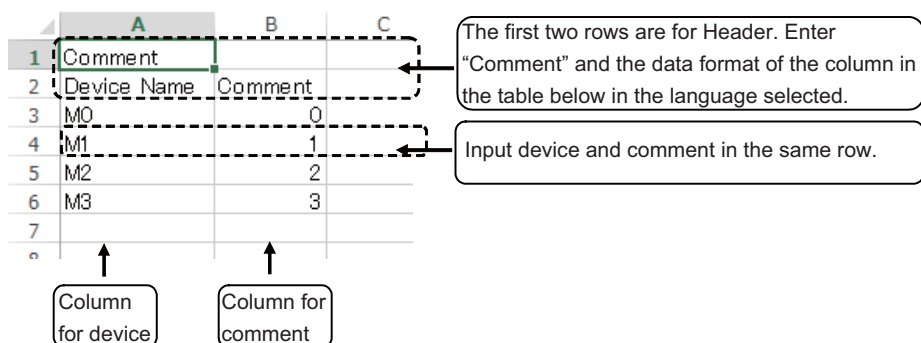 A B C
1 Comment
2 Device Name Comment
3 M0 0
4 M1 1
5 M2 2
6 M3 3
7
8
The first two rows are for Header. Enter
“Comment” and the data format of the column in
the table below in the language selected.
Input device and comment in the same row.
Column
for device
Column for
comment